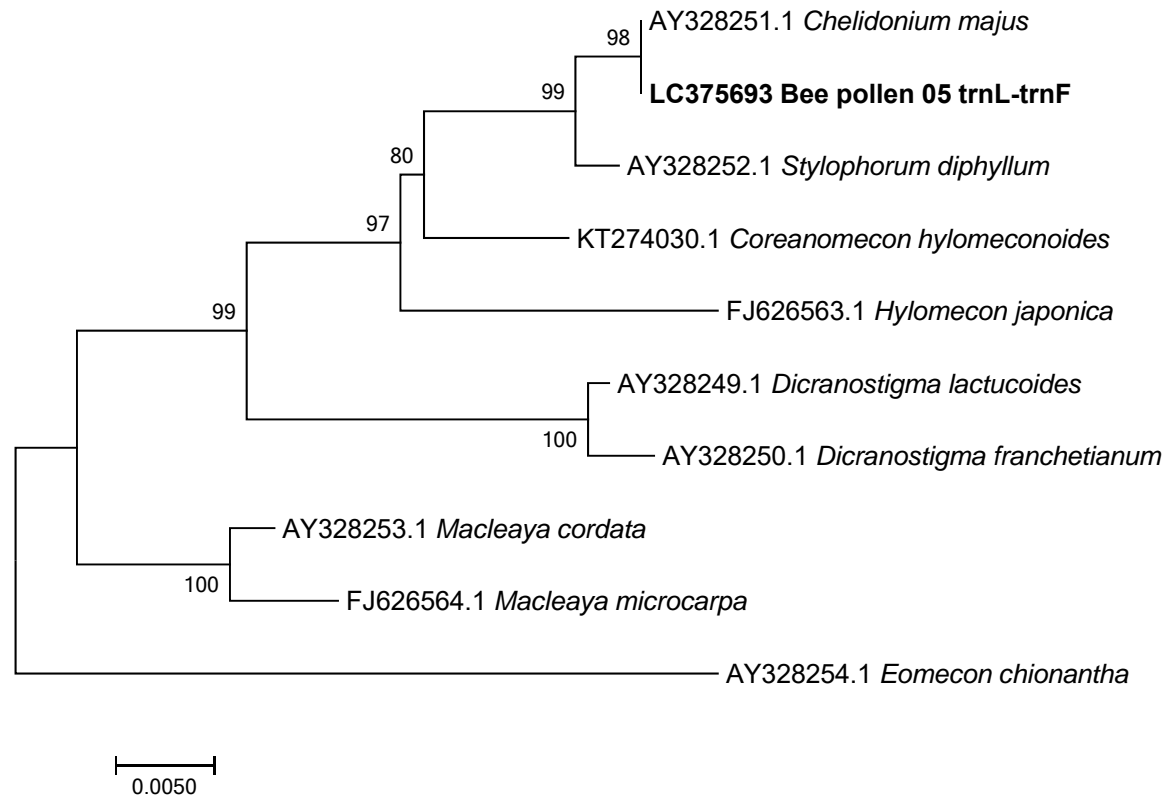 AY328251.1 Chelidonium majus
98
LC375693 Bee pollen 05 trnL-trnF
99
AY328252.1 Stylophorum diphyllum
80
KT274030.1 Coreanomecon hylomeconoides
97
FJ626563.1 Hylomecon japonica
99
AY328249.1 Dicranostigma lactucoides
100
AY328250.1 Dicranostigma franchetianum
AY328253.1 Macleaya cordata
100
FJ626564.1 Macleaya microcarpa
AY328254.1 Eomecon chionantha
0.0050